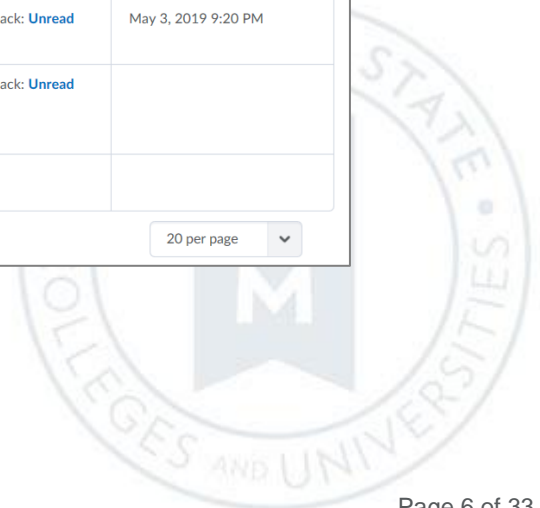 ack: Unread
May 3, 2019 9:20 PM
ack: Unread
20 per page
STATE •
M
COLLEGES AND UNIVERSITIES
Page 6 of 33